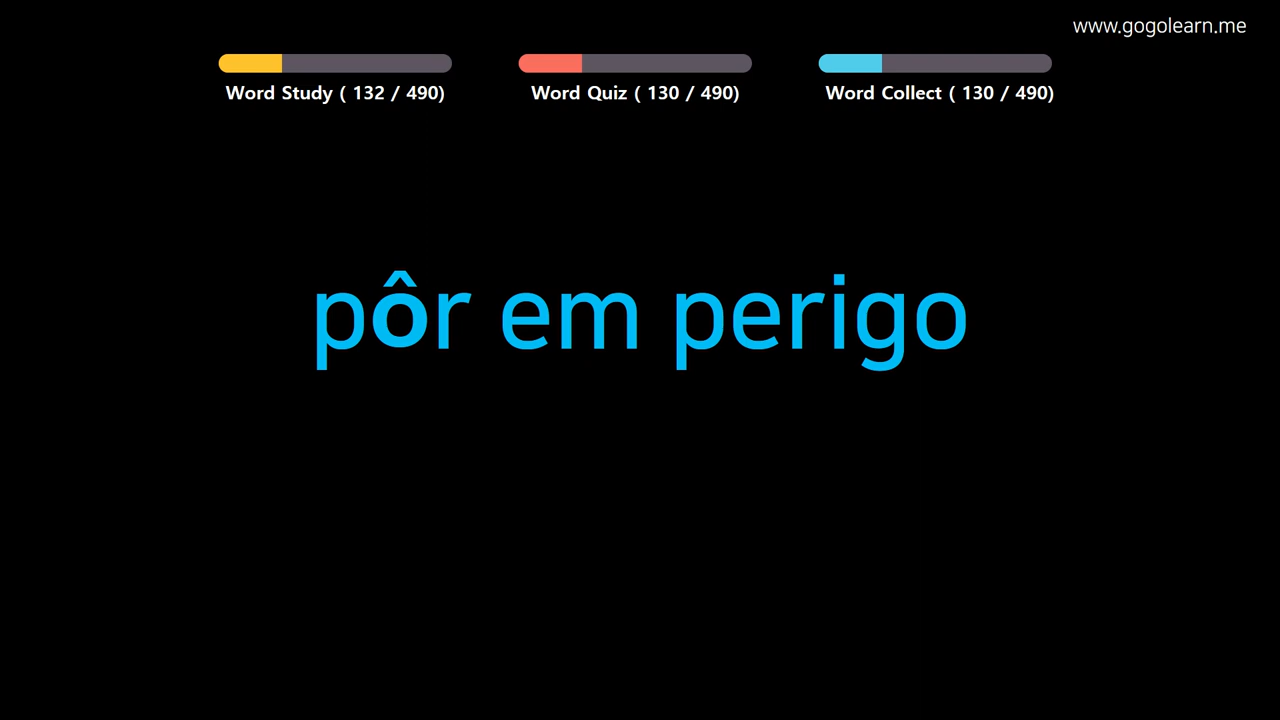 www.gogolearn.me
Word Study ( 132 / 490)
Word Quiz ( 130 / 490)
Word Collect ( 130 / 490)
pôr em perigo